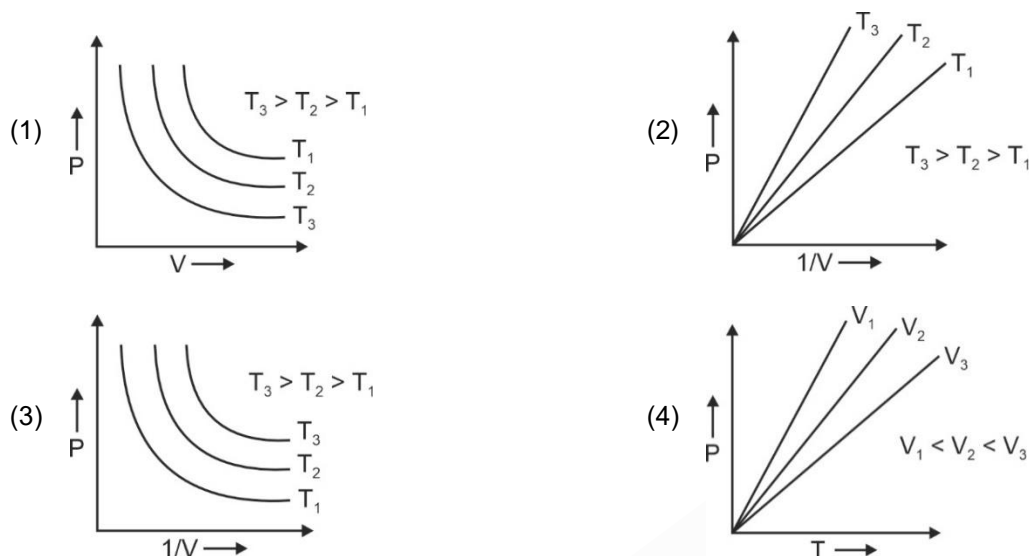 (1)
P
T₃ > T₂ > T₁
T₁
T₂
T₃
V
(2)
P
T₃
T₂
T₁
T₃ > T₂ > T₁
1/V
(3)
P
T₃ > T₂ > T₁
T₃
T₂
T₁
1/V
(4)
P
V₁
V₂
V₃
V₁ < V₂ < V₃
T